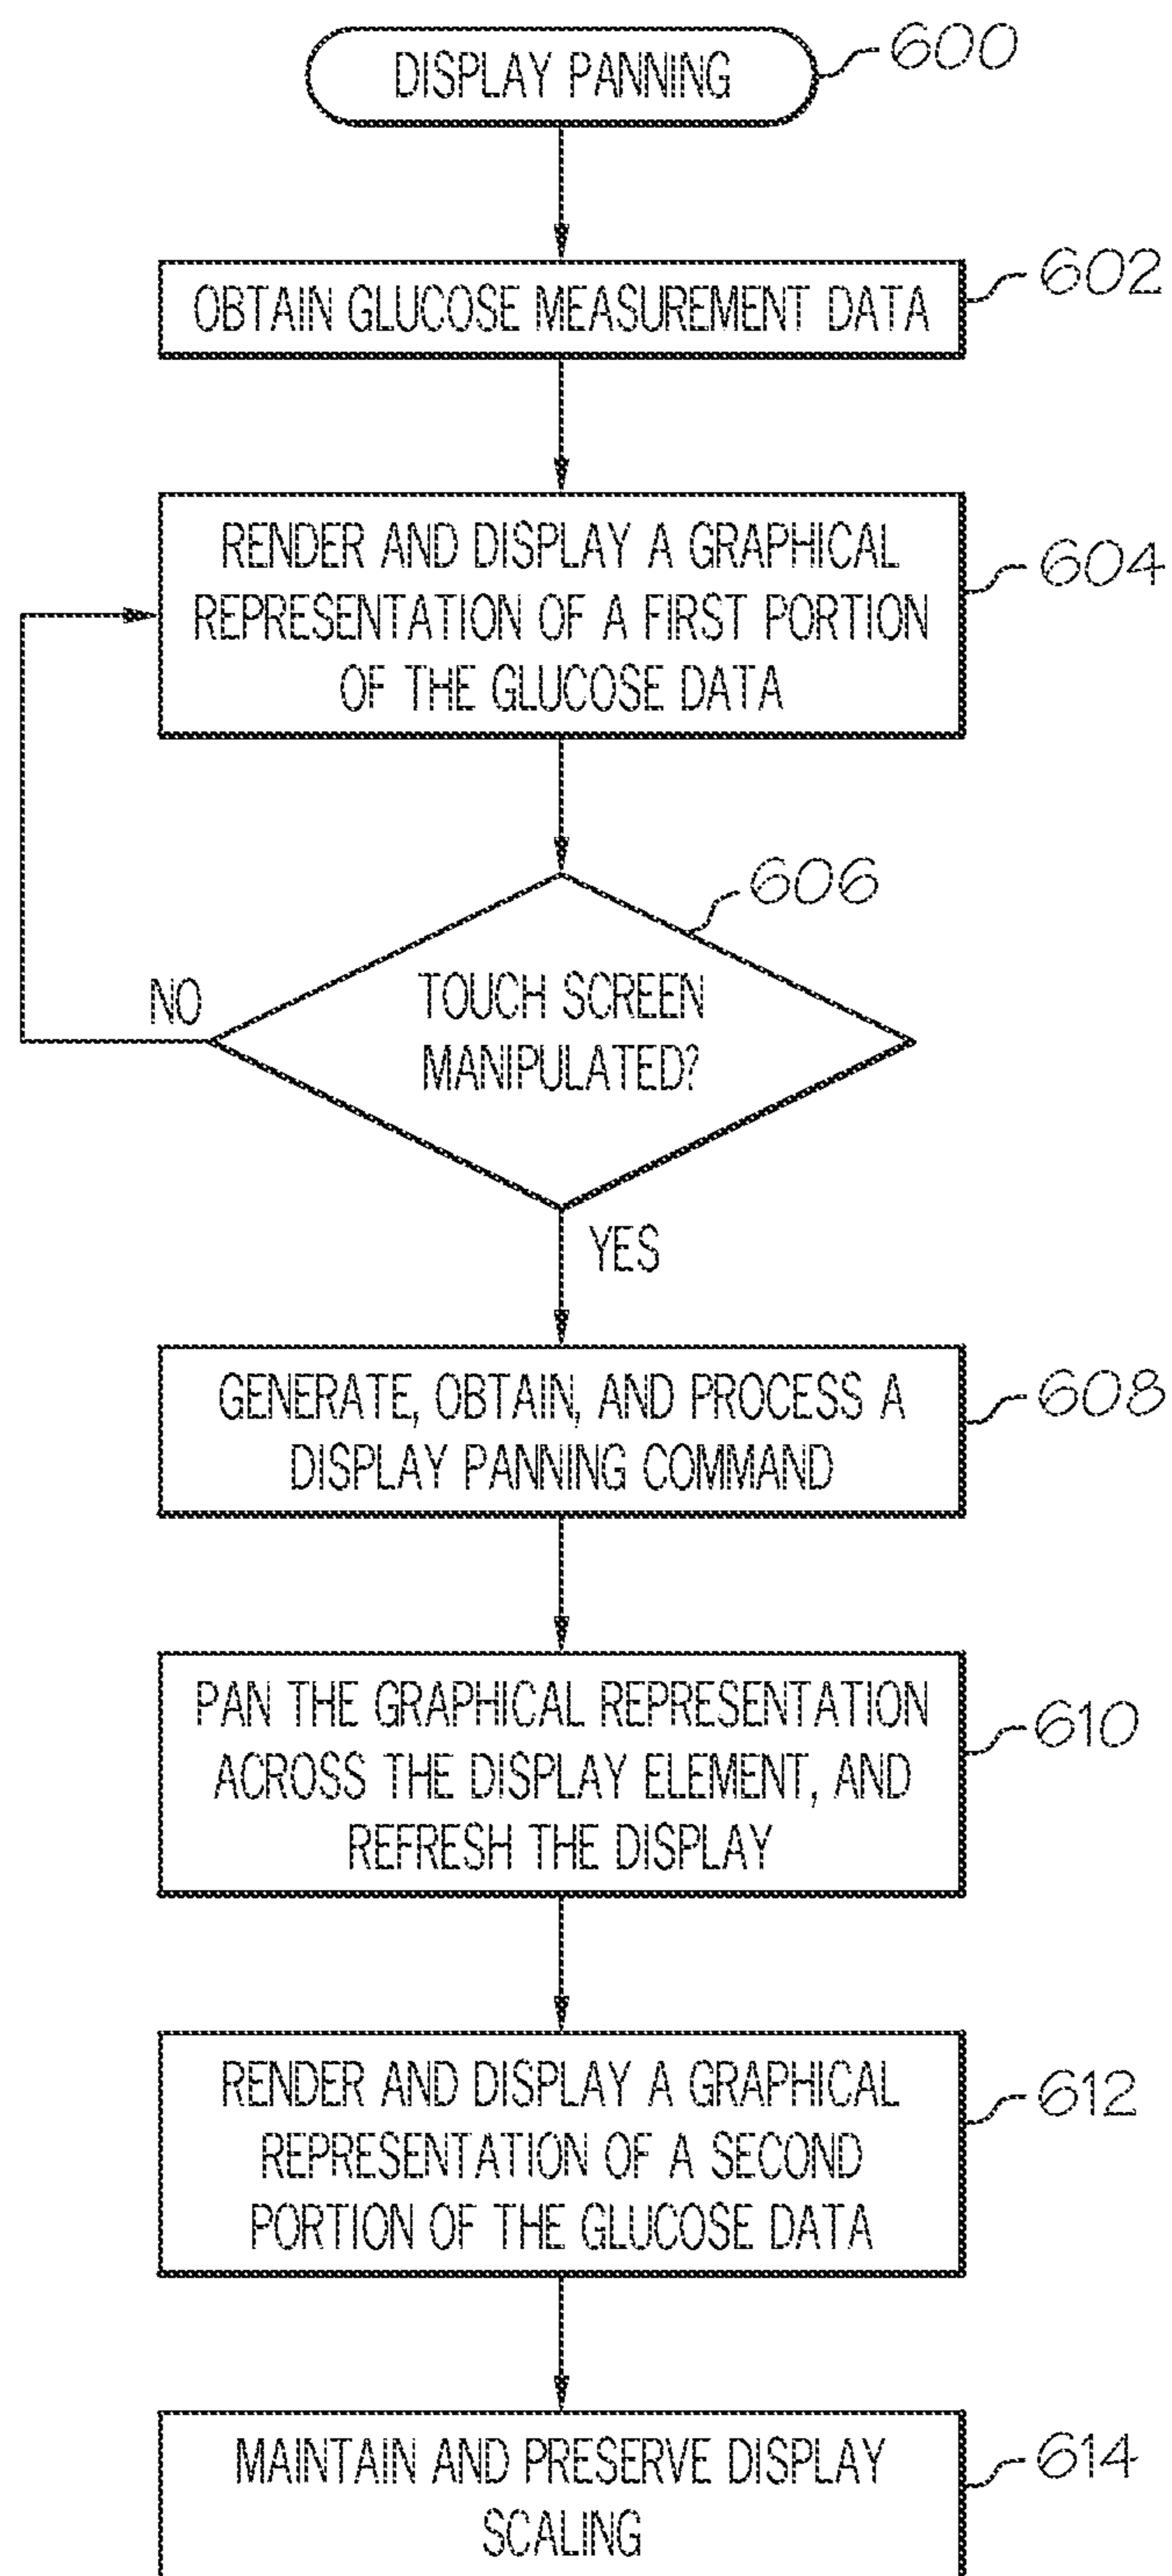 DISPLAY PANNING
600
OBTAIN GLUCOSE MEASUREMENT DATA
602
RENDER AND DISPLAY A GRAPHICAL
REPRESENTATION OF A FIRST PORTION
OF THE GLUCOSE DATA
604
606
TOUCH SCREEN
MANIPULATED?
NO
YES
GENERATE, OBTAIN, AND PROCESS A
DISPLAY PANNING COMMAND
608
PAN THE GRAPHICAL REPRESENTATION
ACROSS THE DISPLAY ELEMENT, AND
REFRESH THE DISPLAY
610
RENDER AND DISPLAY A GRAPHICAL
REPRESENTATION OF A SECOND
PORTION OF THE GLUCOSE DATA
612
MAINTAIN AND PRESERVE DISPLAY
SCALING
614